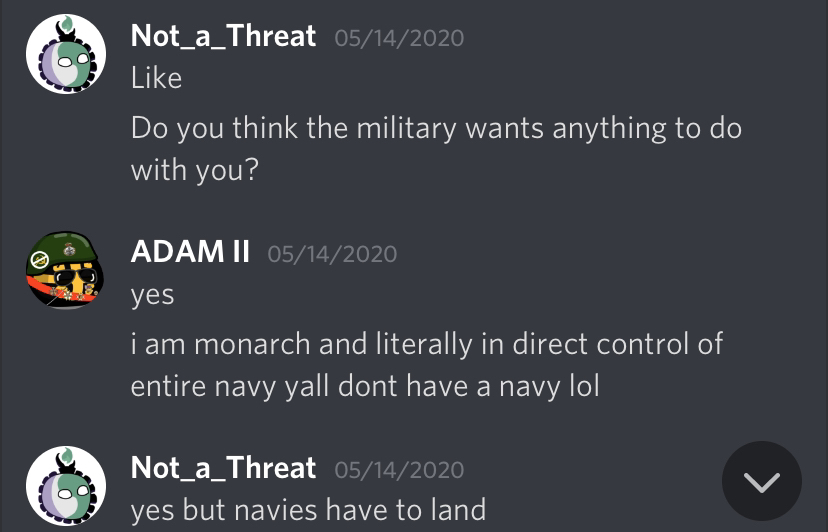 Not_a_Threat 05/14/2020
Like
Do you think the military wants anything to do
with you?
ADAM II 05/14/2020
yes
i am monarch and literally in direct control of
entire navy yall dont have a navy lol
Not_a_Threat 05/14/2020
yes but navies have to land